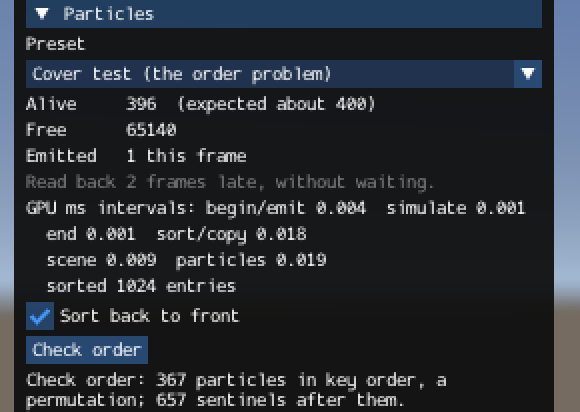 Particles
Preset
Cover test (the order problem)
Alive 396 (expected about 400)
Free 65140
Emitted 1 this frame
Read back 2 frames late, without waiting.
GPU ms intervals: begin/emit 0.004 simulate 0.001
end 0.001 sort/copy 0.018
scene 0.009 particles 0.019
sorted 1024 entries
Sort back to front
Check order
Check order: 367 particles in key order, a
permutation; 657 sentinels after them.